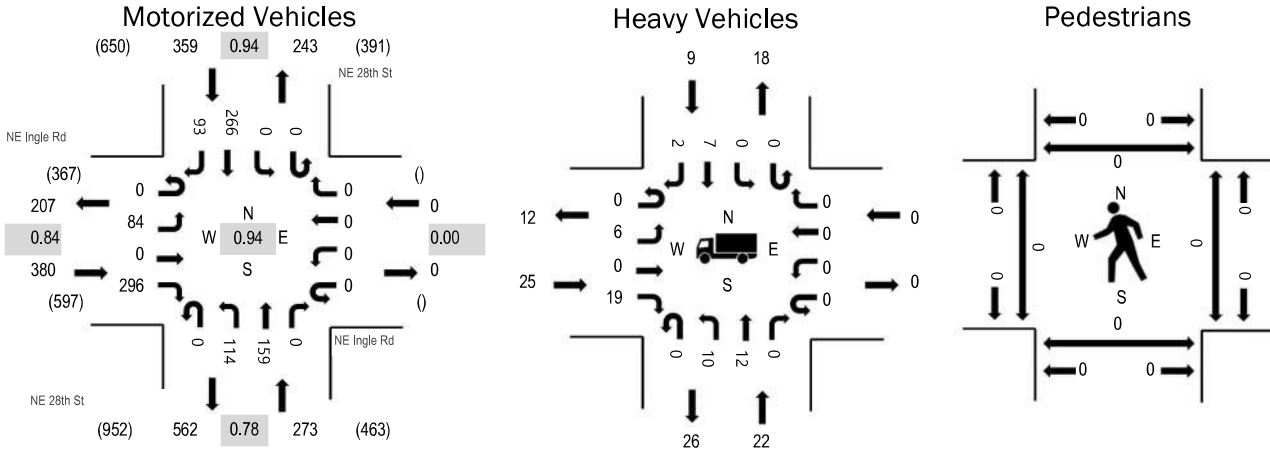 Motorized Vehicles
Heavy Vehicles
Pedestrians
(650) 359 0.94 243 (391)
NE 28th St
NE Ingle Rd
93 266 0 0
(367)
207
0.84
380
(597)
0
84
0
296
N
W 0.94 E
S
0
0
0
0
()
0
0.00
0
()
0 114 159 0
NE Ingle Rd
NE 28th St
(952) 562 0.78 273 (463)
9 18
2 7 0 0
12
25
0
6
0
19
N
W E
S
0
0
0
0
0
0
0 10 12 0
26 22
0 0
0
0
0
0
N
W E
S
0
0
0
0
0 0